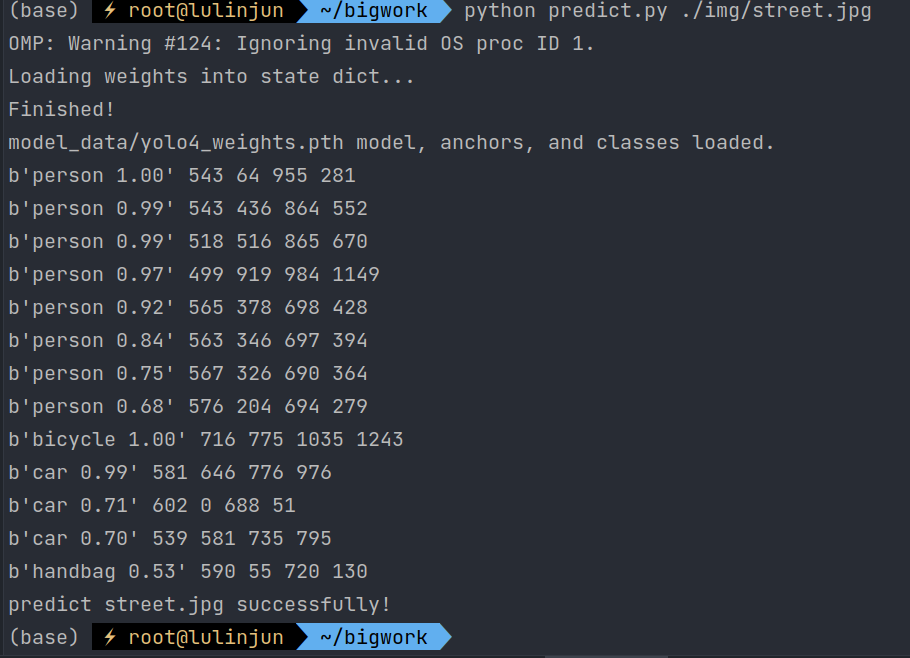 (base) ⚡ root@lulinjun ~/bigwork python predict.py ./img/street.jpg
OMP: Warning #124: Ignoring invalid OS proc ID 1.
Loading weights into state dict...
Finished!
model_data/yolo4_weights.pth model, anchors, and classes loaded.
b'person 1.00' 543 64 955 281
b'person 0.99' 543 436 864 552
b'person 0.99' 518 516 865 670
b'person 0.97' 499 919 984 1149
b'person 0.92' 565 378 698 428
b'person 0.84' 563 346 697 394
b'person 0.75' 567 326 690 364
b'person 0.68' 576 204 694 279
b'bicycle 1.00' 716 775 1035 1243
b'car 0.99' 581 646 776 976
b'car 0.71' 602 0 688 51
b'car 0.70' 539 581 735 795
b'handbag 0.53' 590 55 720 130
predict street.jpg successfully!
(base) ⚡ root@lulinjun ~/bigwork